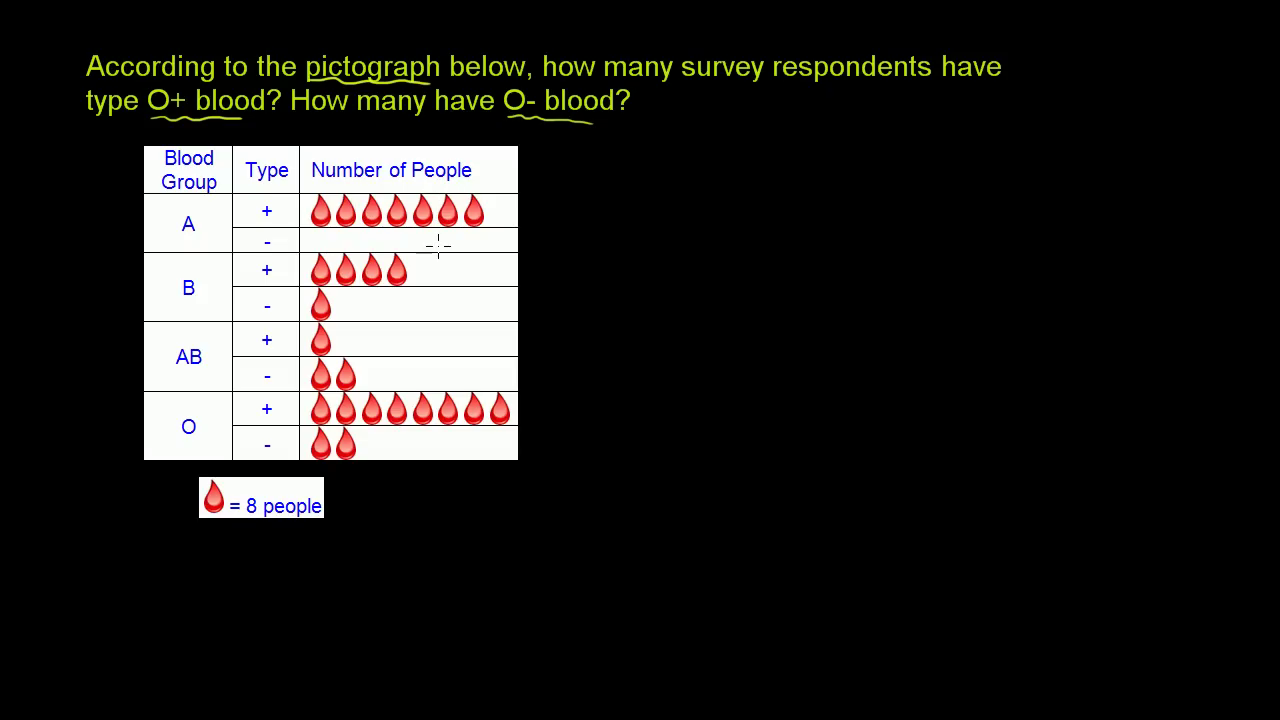 According to the pictograph below, how many survey respondents have
type O+ blood? How many have O- blood?
Blood
Group
Type
Number of People
A
+
-
B
+
-
AB
+
-
O
+
-
= 8 people